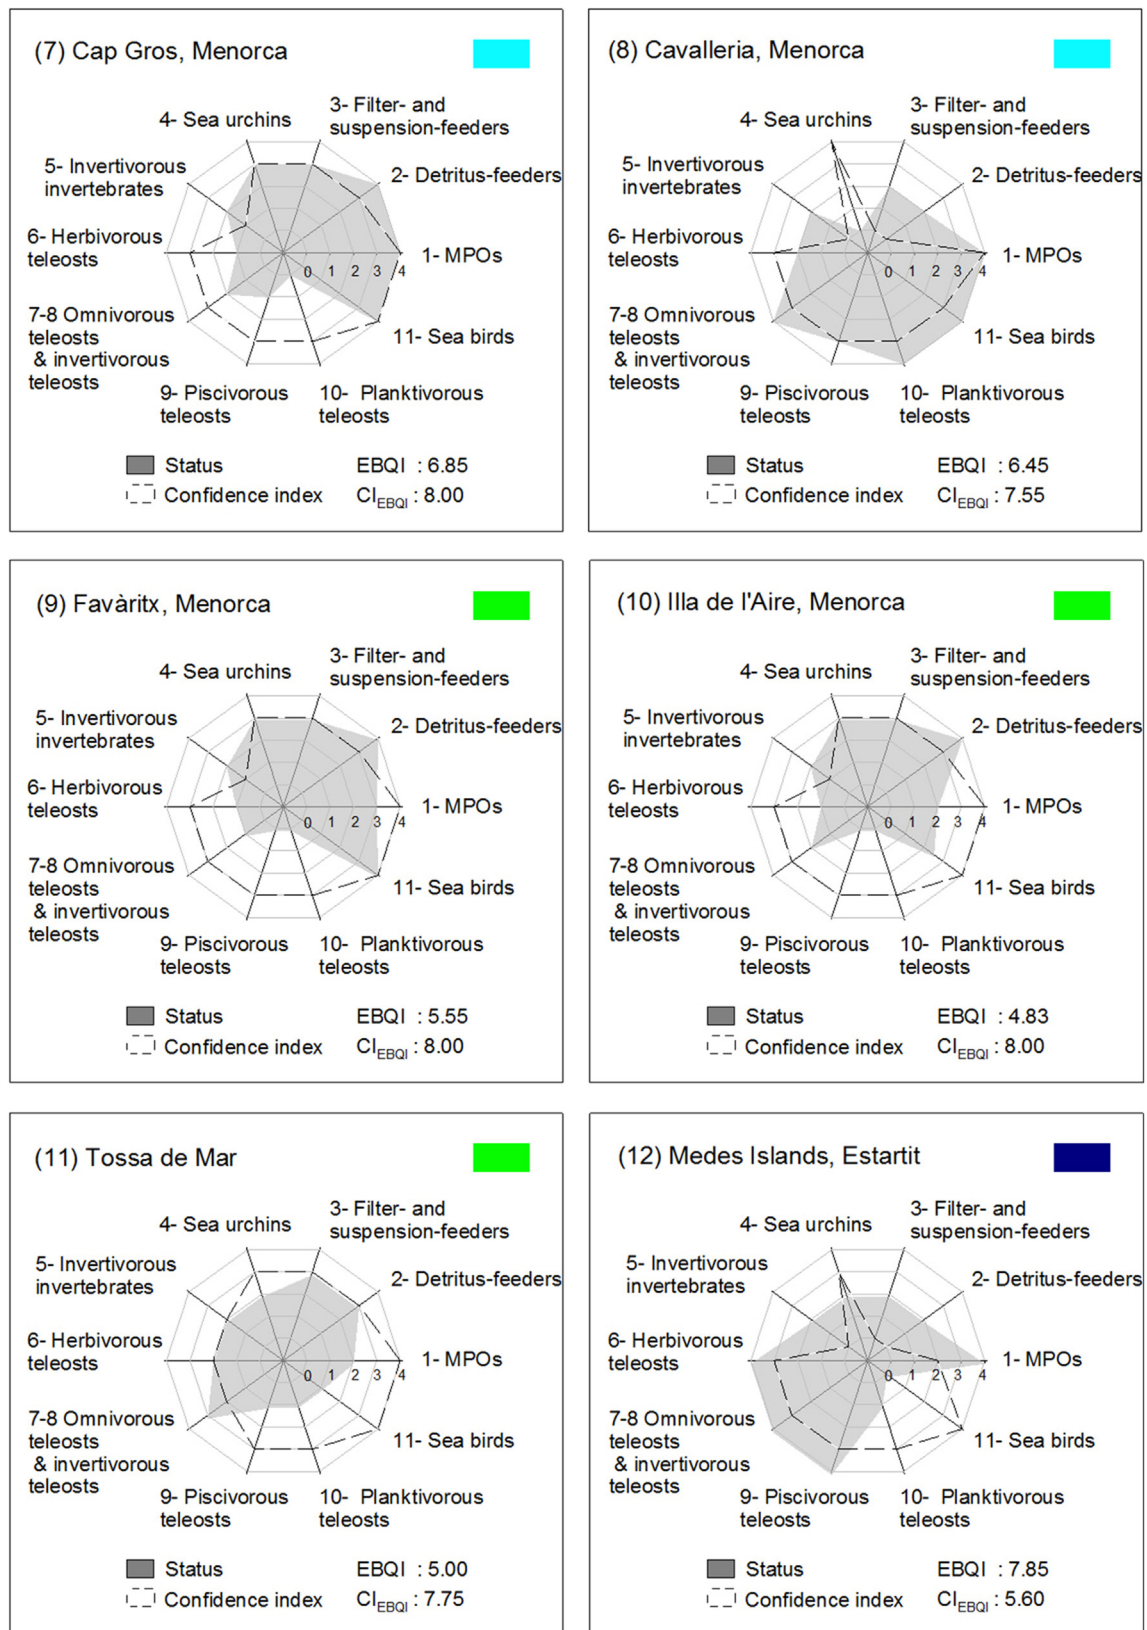 (7) Cap Gros, Menorca
4- Sea urchins
3- Filter- and
suspension-feeders
5- Invertivorous
invertebrates
2- Detritus-feeders
6- Herbivorous
teleosts
1- MPOs
0 1 2 3 4
7-8 Omnivorous
teleosts
& invertivorous
teleosts
11- Sea birds
9- Piscivorous
teleosts
10- Planktivorous
teleosts
Status
EBQI : 6.85
Confidence index
CI_EBQI : 8.00
(8) Cavalleria, Menorca
4- Sea urchins
3- Filter- and
suspension-feeders
5- Invertivorous
invertebrates
2- Detritus-feeders
6- Herbivorous
teleosts
1- MPOs
0 1 2 3 4
7-8 Omnivorous
teleosts
& invertivorous
teleosts
11- Sea birds
9- Piscivorous
teleosts
10- Planktivorous
teleosts
Status
EBQI : 6.45
Confidence index
CI_EBQI : 7.55
(9) Favàritx, Menorca
4- Sea urchins
3- Filter- and
suspension-feeders
5- Invertivorous
invertebrates
2- Detritus-feeders
6- Herbivorous
teleosts
1- MPOs
0 1 2 3 4
7-8 Omnivorous
teleosts
& invertivorous
teleosts
11- Sea birds
9- Piscivorous
teleosts
10- Planktivorous
teleosts
Status
EBQI : 5.55
Confidence index
CI_EBQI : 8.00
(10) Illa de l'Aire, Menorca
4- Sea urchins
3- Filter- and
suspension-feeders
5- Invertivorous
invertebrates
2- Detritus-feeders
6- Herbivorous
teleosts
1- MPOs
0 1 2 3 4
7-8 Omnivorous
teleosts
& invertivorous
teleosts
11- Sea birds
9- Piscivorous
teleosts
10- Planktivorous
teleosts
Status
EBQI : 4.83
Confidence index
CI_EBQI : 8.00
(11) Tossa de Mar
4- Sea urchins
3- Filter- and
suspension-feeders
5- Invertivorous
invertebrates
2- Detritus-feeders
6- Herbivorous
teleosts
1- MPOs
0 1 2 3 4
7-8 Omnivorous
teleosts
& invertivorous
teleosts
11- Sea birds
9- Piscivorous
teleosts
10- Planktivorous
teleosts
Status
EBQI : 5.00
Confidence index
CI_EBQI : 7.75
(12) Medes Islands, Estartit
4- Sea urchins
3- Filter- and
suspension-feeders
5- Invertivorous
invertebrates
2- Detritus-feeders
6- Herbivorous
teleosts
1- MPOs
0 1 2 3 4
7-8 Omnivorous
teleosts
& invertivorous
teleosts
11- Sea birds
9- Piscivorous
teleosts
10- Planktivorous
teleosts
Status
EBQI : 7.85
Confidence index
CI_EBQI : 5.60